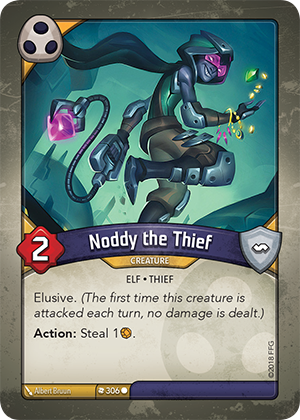 Noddy the Thief
2
CREATURE
ELF • THIEF
Elusive. (The first time this creature is
attacked each turn, no damage is dealt.)
Action: Steal 1.
©2018 FFG
Albert Bruun
306